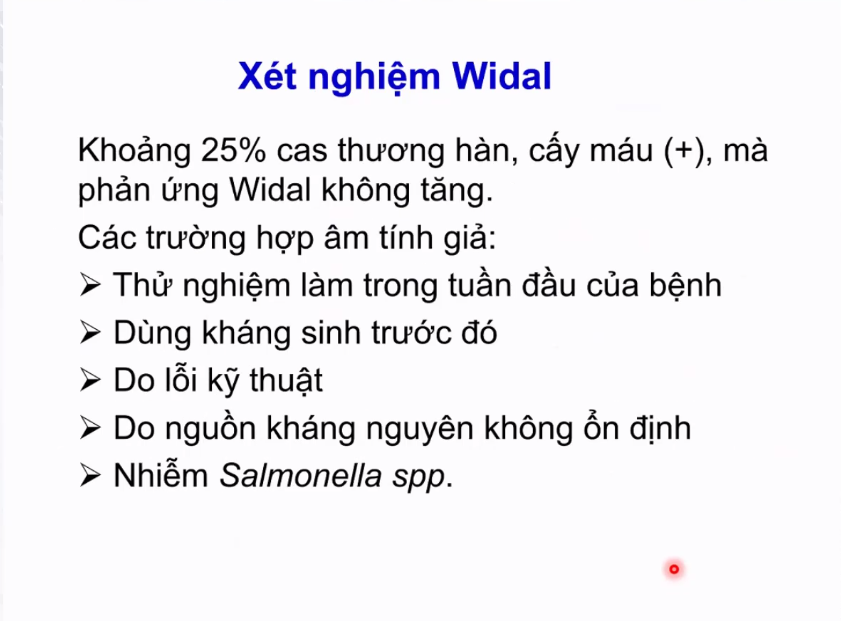 Xét nghiệm Widal
Khoảng 25% cas thương hàn, cấy máu (+), mà
phản ứng Widal không tăng.
Các trường hợp âm tính giả:
➢ Thử nghiệm làm trong tuần đầu của bệnh
➢ Dùng kháng sinh trước đó
➢ Do lỗi kỹ thuật
➢ Do nguồn kháng nguyên không ổn định
➢ Nhiễm Salmonella spp.